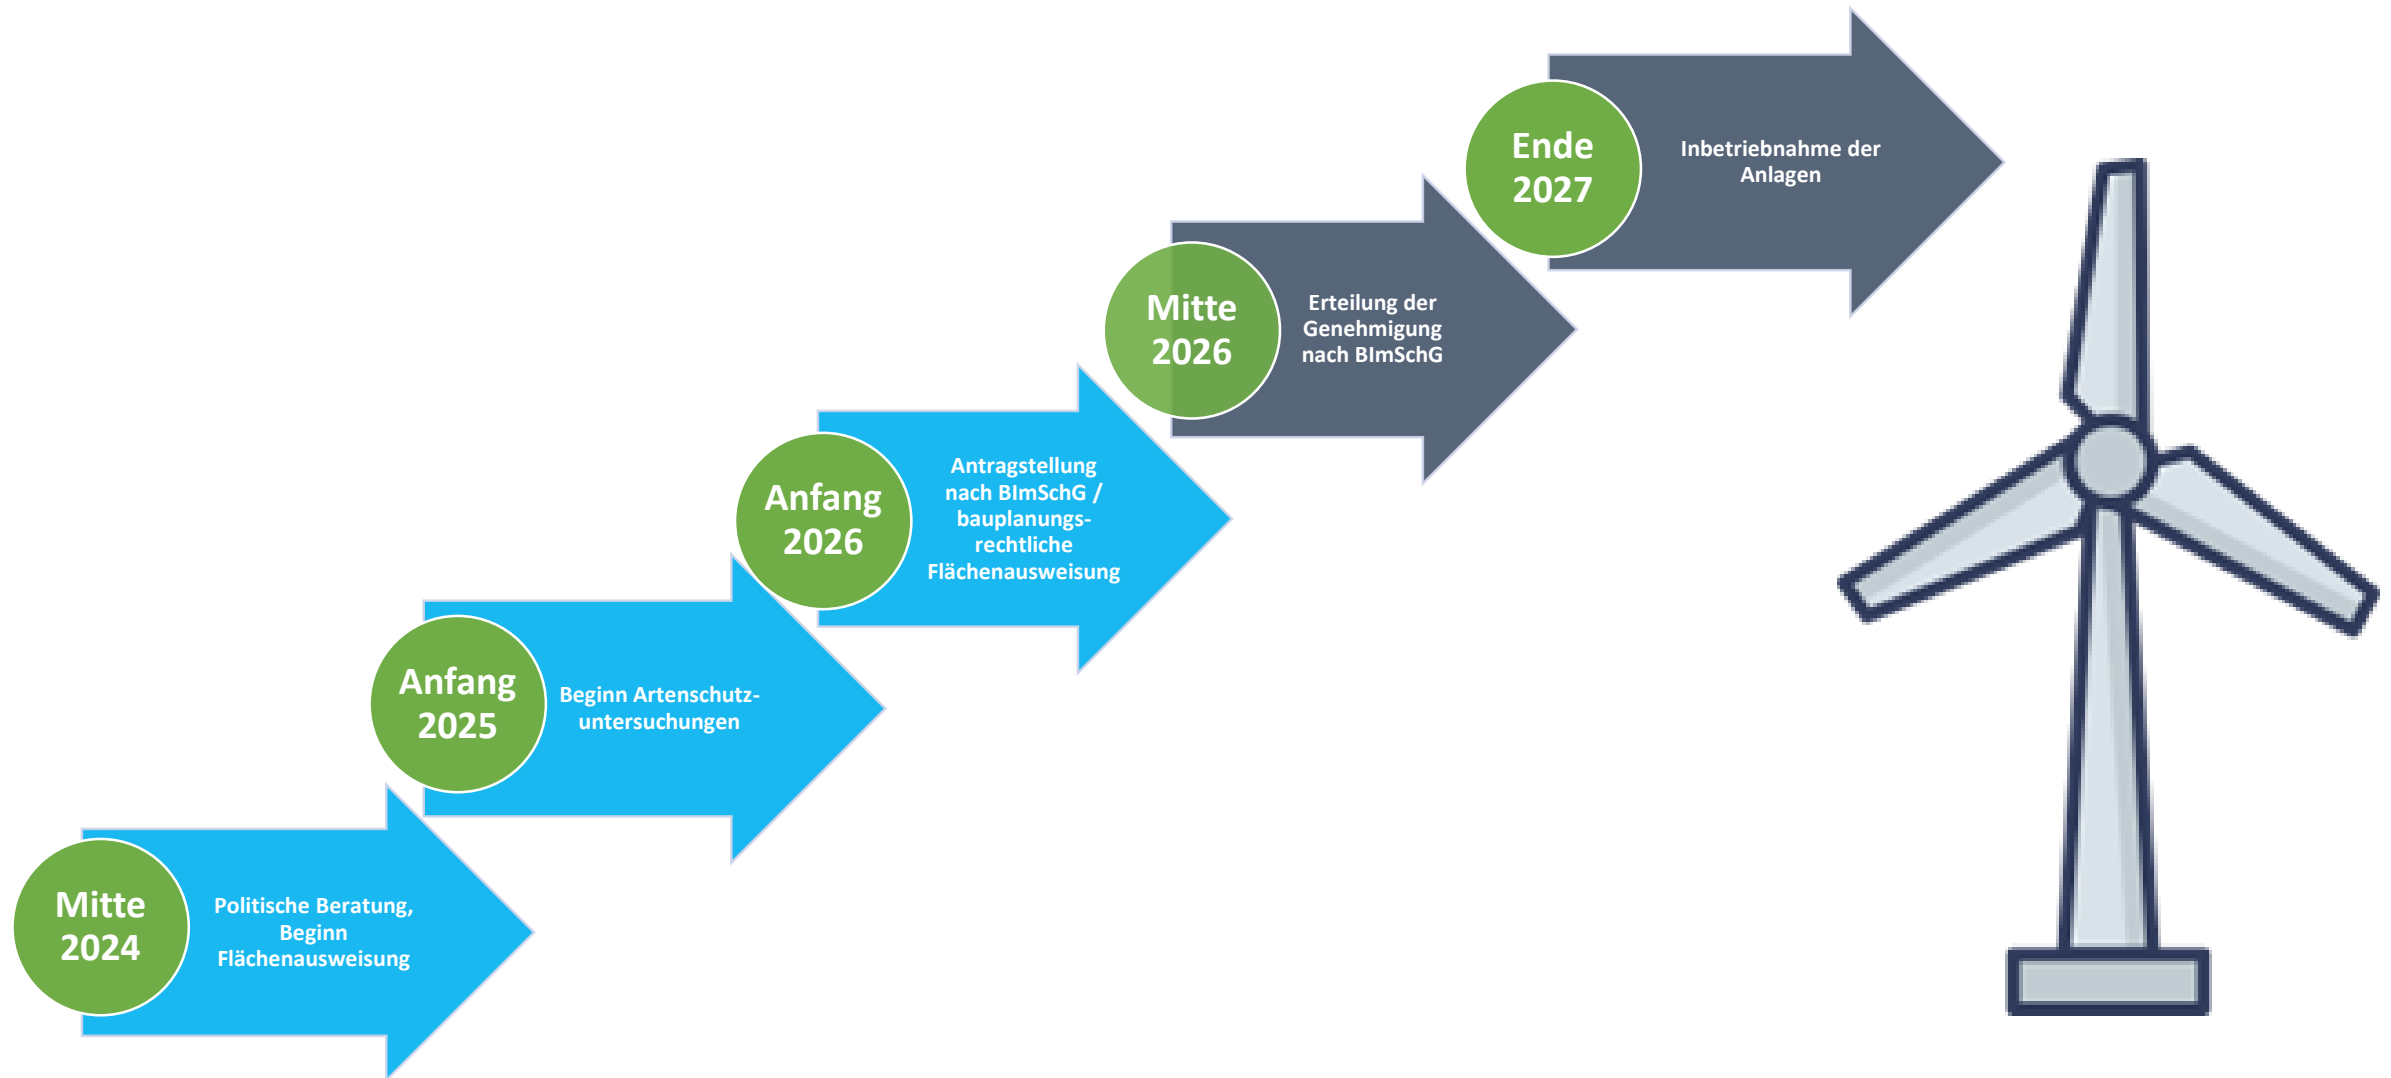 Mitte
2024
Politische Beratung,
Beginn
Flächenausweisung
Anfang
2025
Beginn Artenschutz-
untersuchungen
Anfang
2026
Antragstellung
nach BImSchG /
bauplanungs-
rechtliche
Flächenausweisung
Mitte
2026
Erteilung der
Genehmigung
nach BImSchG
Ende
2027
Inbetriebnahme der
Anlagen